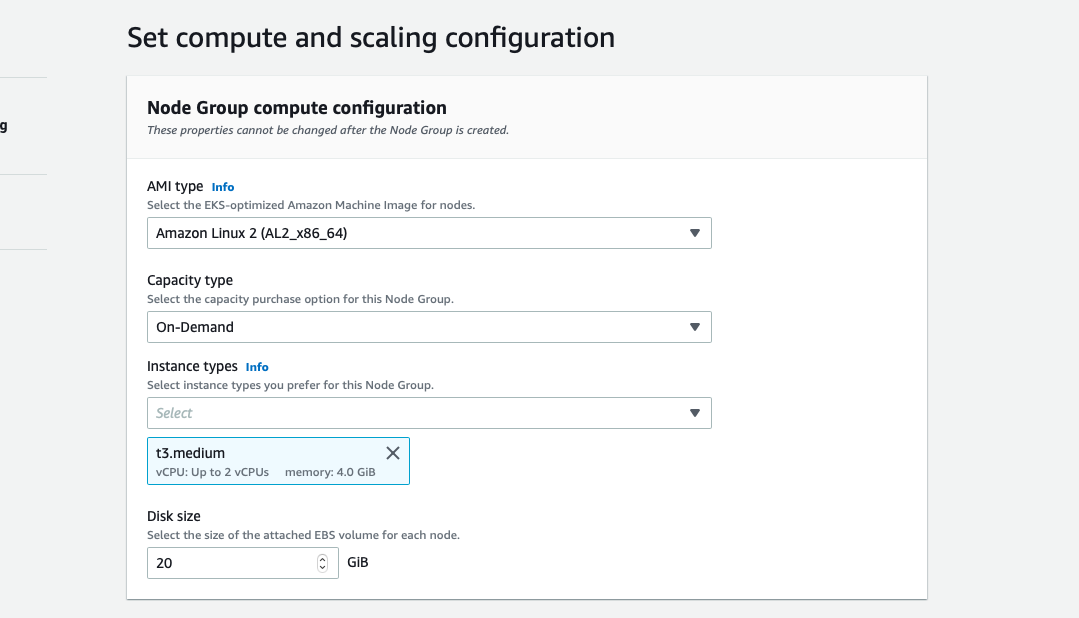 Set compute and scaling configuration
g
Node Group compute configuration
These properties cannot be changed after the Node Group is created.
AMI type Info
Select the EKS-optimized Amazon Machine Image for nodes.
Amazon Linux 2 (AL2_x86_64)
Capacity type
Select the capacity purchase option for this Node Group.
On-Demand
Instance types Info
Select instance types you prefer for this Node Group.
Select
t3.medium
vCPU: Up to 2 vCPUs memory: 4.0 GiB
Disk size
Select the size of the attached EBS volume for each node.
20 GiB